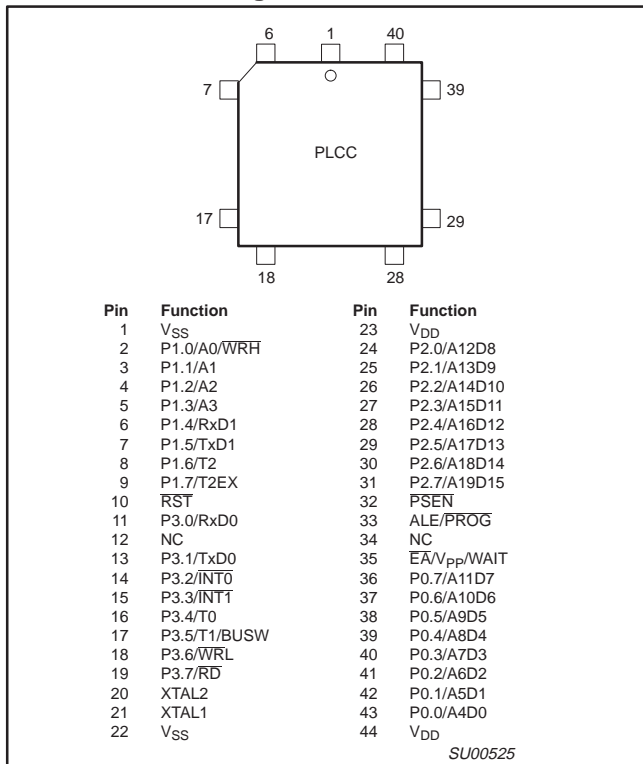 6 1 40
7 39
PLCC
17 29
18 28
Pin Function Pin Function
1 VSS 23 VDD
2 P1.0/A0/WRH 24 P2.0/A12D8
3 P1.1/A1 25 P2.1/A13D9
4 P1.2/A2 26 P2.2/A14D10
5 P1.3/A3 27 P2.3/A15D11
6 P1.4/RxD1 28 P2.4/A16D12
7 P1.5/TxD1 29 P2.5/A17D13
8 P1.6/T2 30 P2.6/A18D14
9 P1.7/T2EX 31 P2.7/A19D15
10 RST 32 PSEN
11 P3.0/RxD0 33 ALE/PROG
12 NC 34 NC
13 P3.1/TxD0 35 EA/VPP/WAIT
14 P3.2/INT0 36 P0.7/A11D7
15 P3.3/INT1 37 P0.6/A10D6
16 P3.4/T0 38 P0.5/A9D5
17 P3.5/T1/BUSW 39 P0.4/A8D4
18 P3.6/WRL 40 P0.3/A7D3
19 P3.7/RD 41 P0.2/A6D2
20 XTAL2 42 P0.1/A5D1
21 XTAL1 43 P0.0/A4D0
22 VSS 44 VDD
SU00525